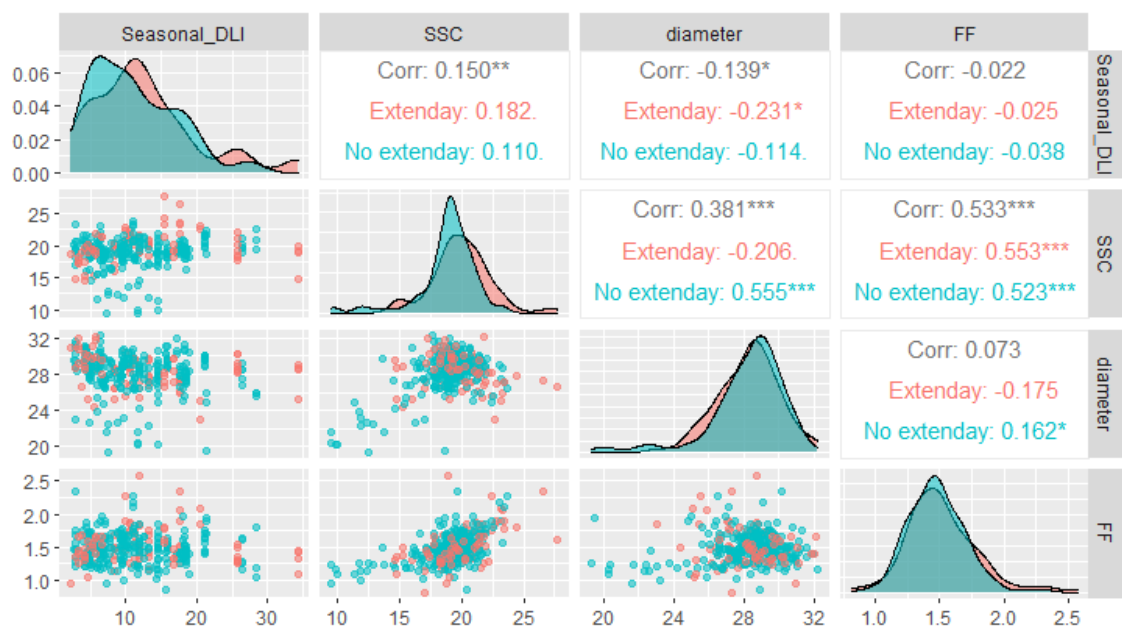 Seasonal_DLI SSC diameter FF
0.06
0.04
0.02
0.00
Corr: 0.150**
Extenday: 0.182.
No extenday: 0.110.
Corr: -0.139*
Extenday: -0.231*
No extenday: -0.114.
Corr: -0.022
Extenday: -0.025
No extenday: -0.038
Seasonal_DLI
25
20
15
10
Corr: 0.381***
Extenday: -0.206.
No extenday: 0.555***
Corr: 0.533***
Extenday: 0.553***
No extenday: 0.523***
SSC
32
28
24
20
Corr: 0.073
Extenday: -0.175
No extenday: 0.162*
diameter
2.5
2.0
1.5
1.0
FF
10 20 30 10 15 20 25 20 24 28 32 1.0 1.5 2.0 2.5